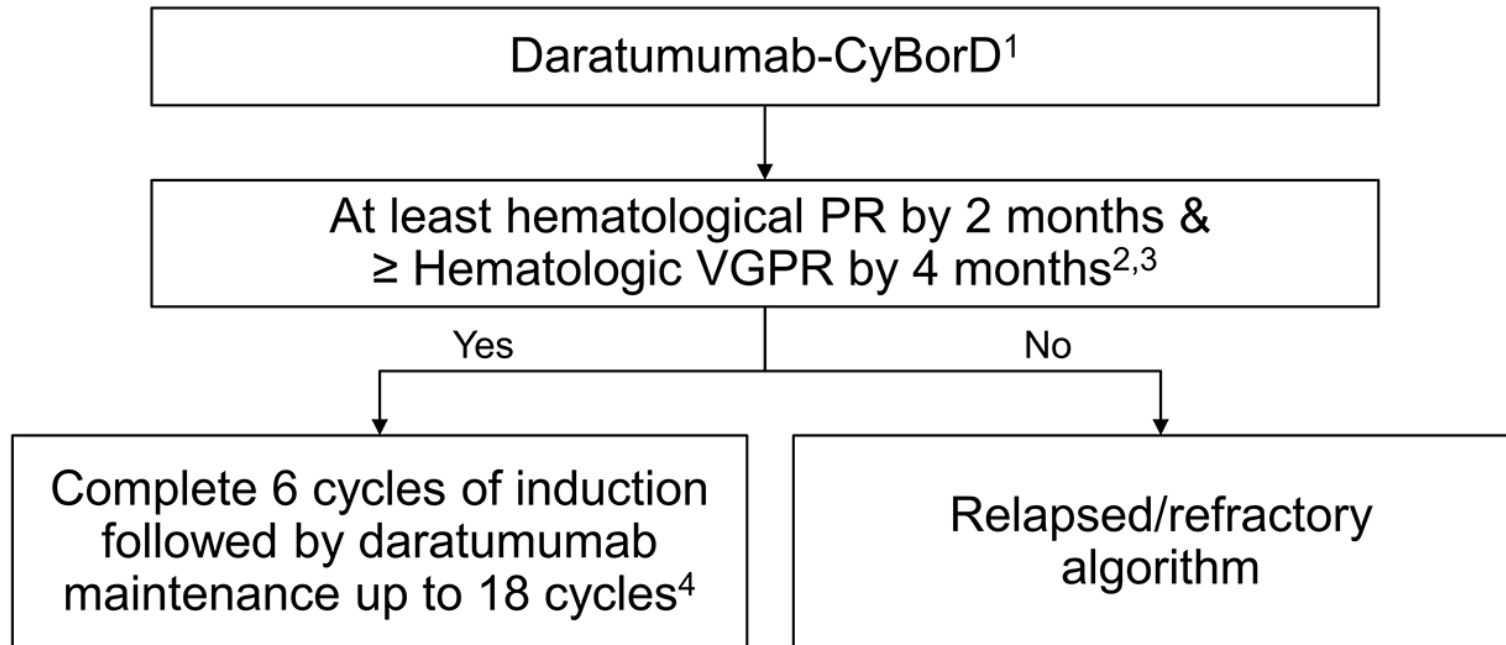 Daratumumab-CyBorD¹
At least hematological PR by 2 months &
≥ Hematologic VGPR by 4 months²,³
Yes
No
Complete 6 cycles of induction
followed by daratumumab
maintenance up to 18 cycles⁴
Relapsed/refractory
algorithm